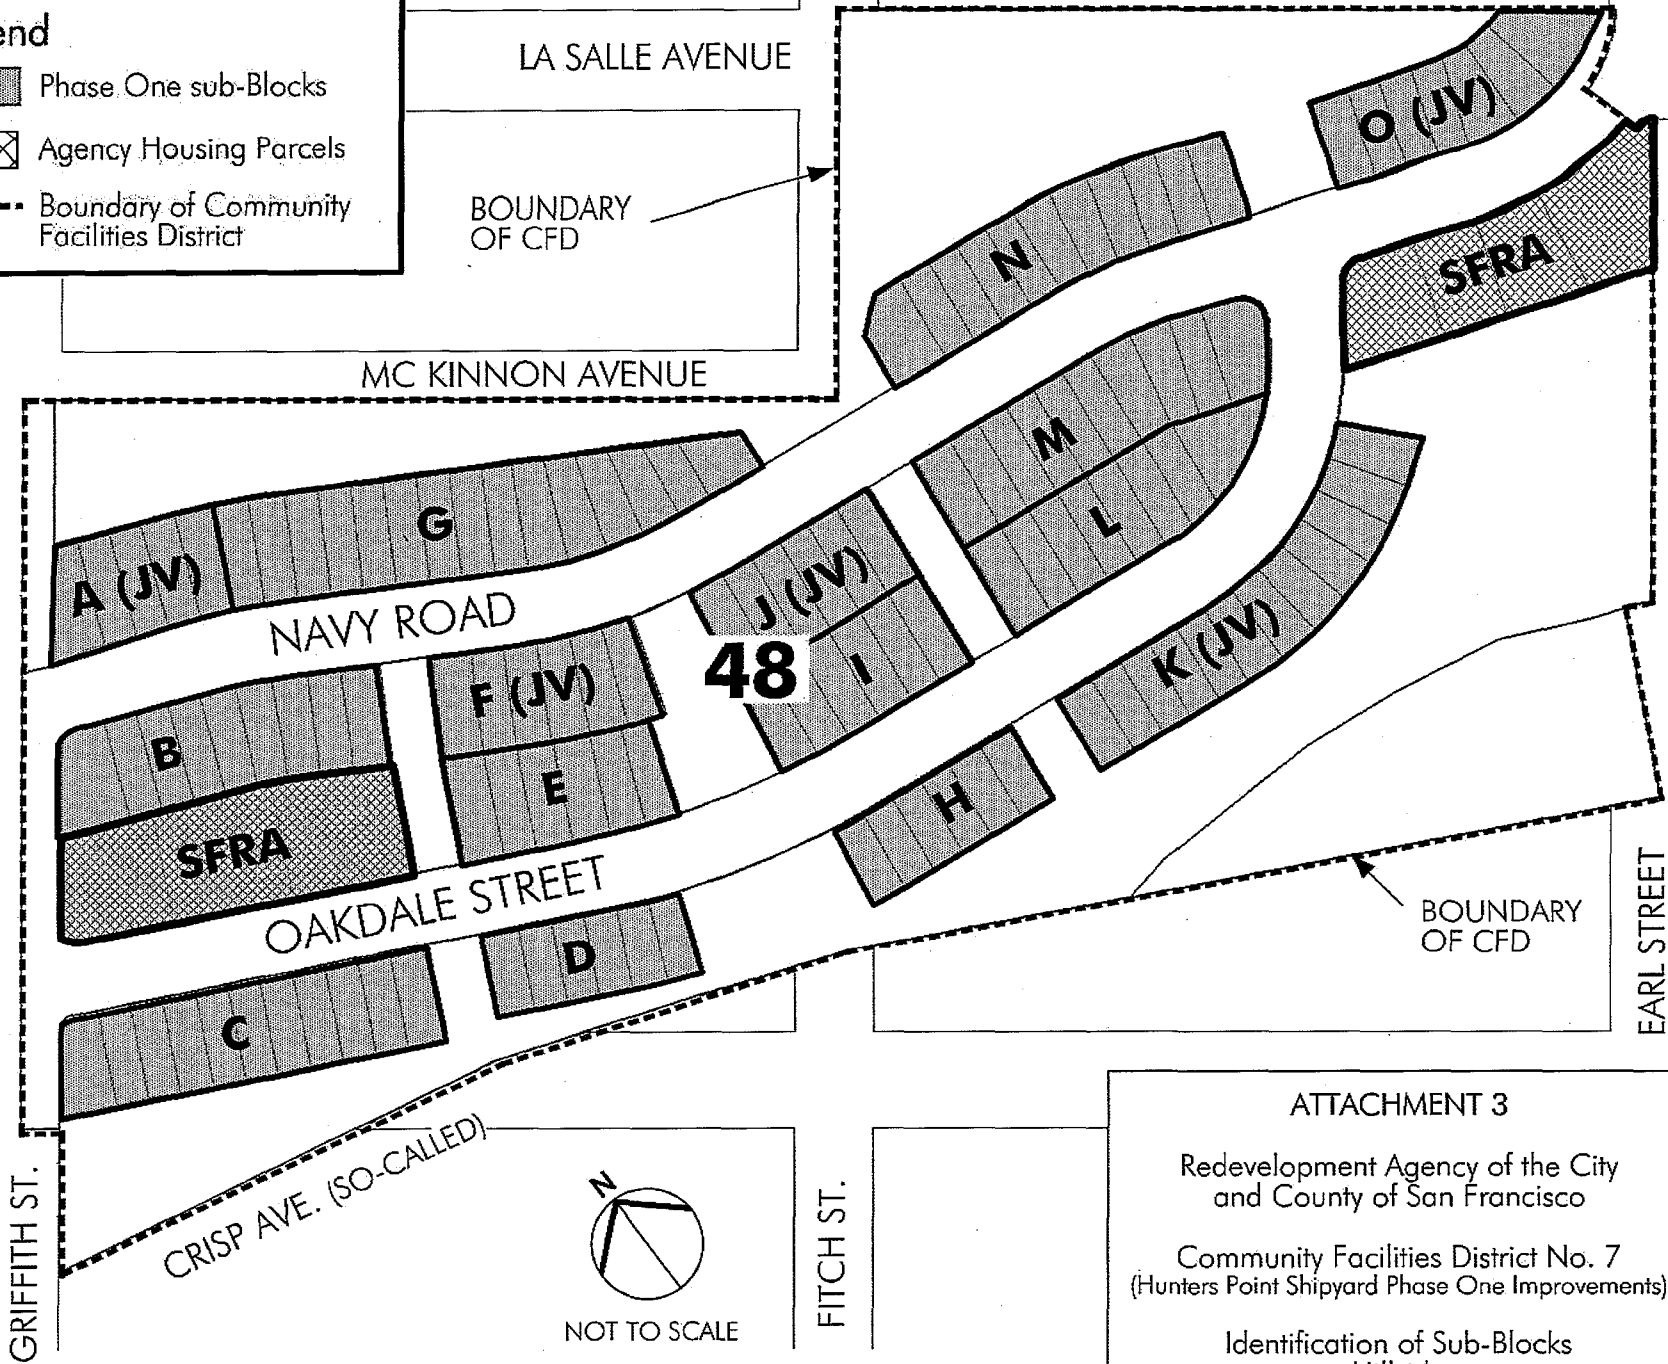 LA SALLE AVENUE
Phase One sub-Blocks
Agency Housing Parcels
Boundary of Community
Facilities District
BOUNDARY
OF CFD
MC KINNON AVENUE
O (JV)
N
SFRA
M
L
G
A (JV)
NAVY ROAD
J (JV)
I
48
K (JV)
F (JV)
B
E
H
SFRA
OAKDALE STREET
D
C
BOUNDARY
OF CFD
EARL STREET
CRISP AVE. (SO-CALLED)
GRIFFITH ST.
N
NOT TO SCALE
FITCH ST.
ATTACHMENT 3
Redevelopment Agency of the City
and County of San Francisco
Community Facilities District No. 7
(Hunters Point Shipyard Phase One Improvements)
Identification of Sub-Blocks